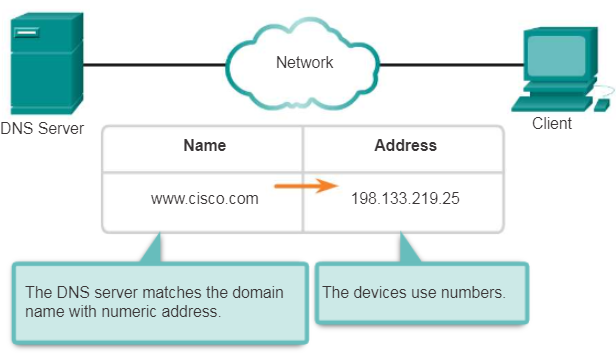 Network
DNS Server
Client
Name
Address
www.cisco.com
198.133.219.25
The DNS server matches the domain
name with numeric address.
The devices use numbers.